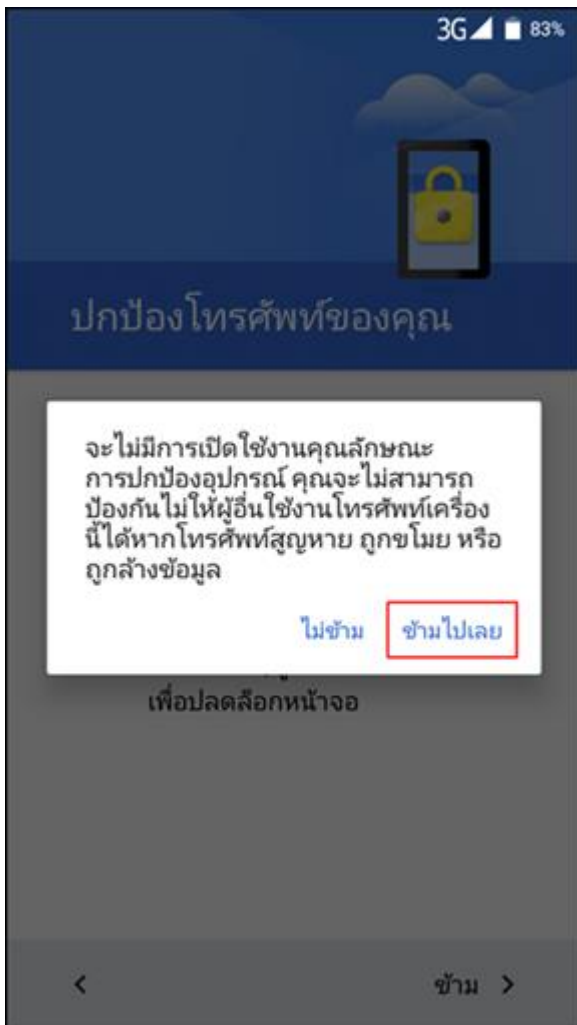 3G 83%
ปกป้องโทรศัพท์ของคุณ
จะไม่มีการเปิดใช้งานคุณลักษณะ
การปกป้องอุปกรณ์ คุณจะไม่สามารถ
ป้องกันไม่ให้ผู้อื่นใช้งานโทรศัพท์เครื่อง
นี้ได้หากโทรศัพท์สูญหาย ถูกขโมย หรือ
ถูกล้างข้อมูล
ไม่ข้าม ข้ามไปเลย
เพื่อปลดล็อกหน้าจอ
ข้าม